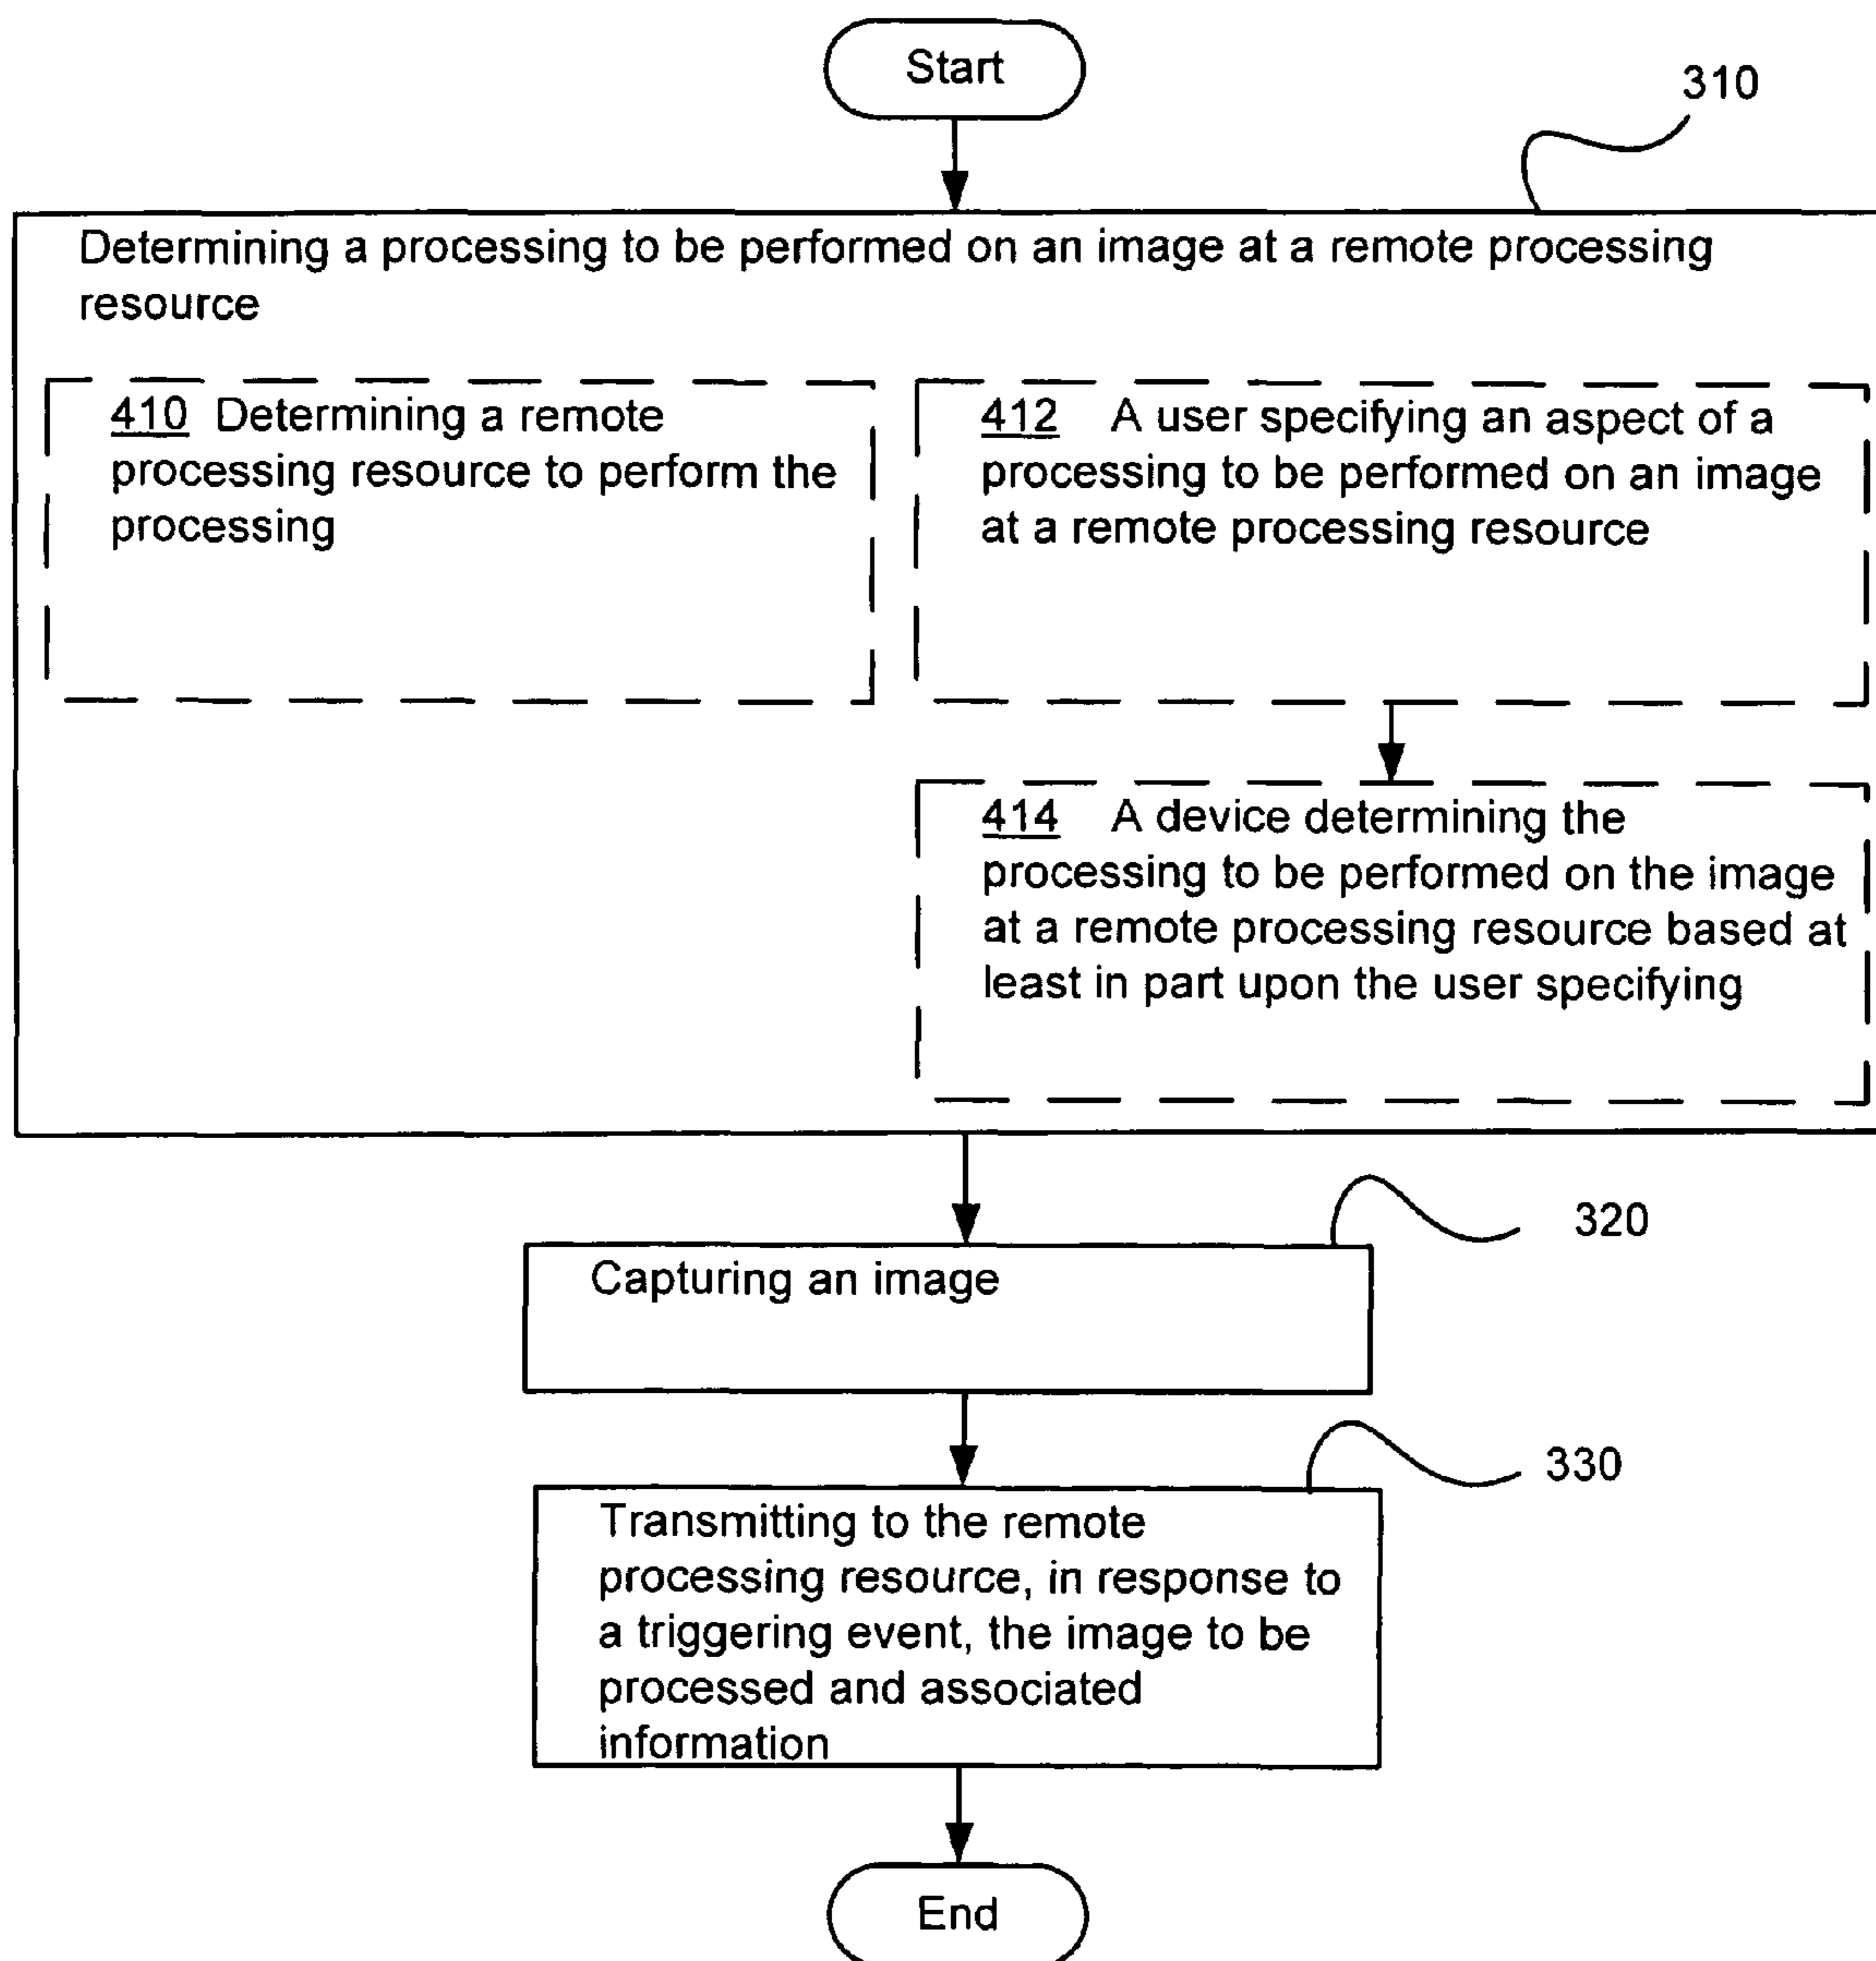 Start
310
Determining a processing to be performed on an image at a remote processing
resource
410 Determining a remote
processing resource to perform the
processing
412 A user specifying an aspect of a
processing to be performed on an image
at a remote processing resource
414 A device determining the
processing to be performed on the image
at a remote processing resource based at
least in part upon the user specifying
320
Capturing an image
330
Transmitting to the remote
processing resource, in response to
a triggering event, the image to be
processed and associated
information
End